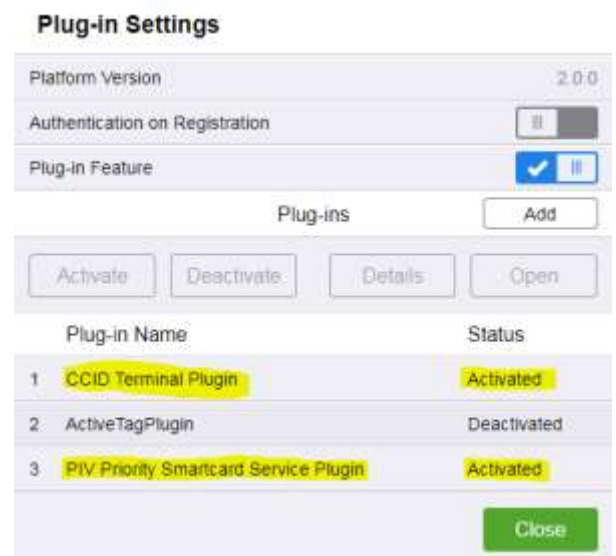 Plug-in Settings
Platform Version 2.0.0
Authentication on Registration
Plug-in Feature
Plug-ins Add
Activate Deactivate Details Open
Plug-in Name Status
1 CCID Terminal Plugin Activated
2 ActiveTagPlugin Deactivated
3 PIV Priority Smartcard Service Plugin Activated
Close